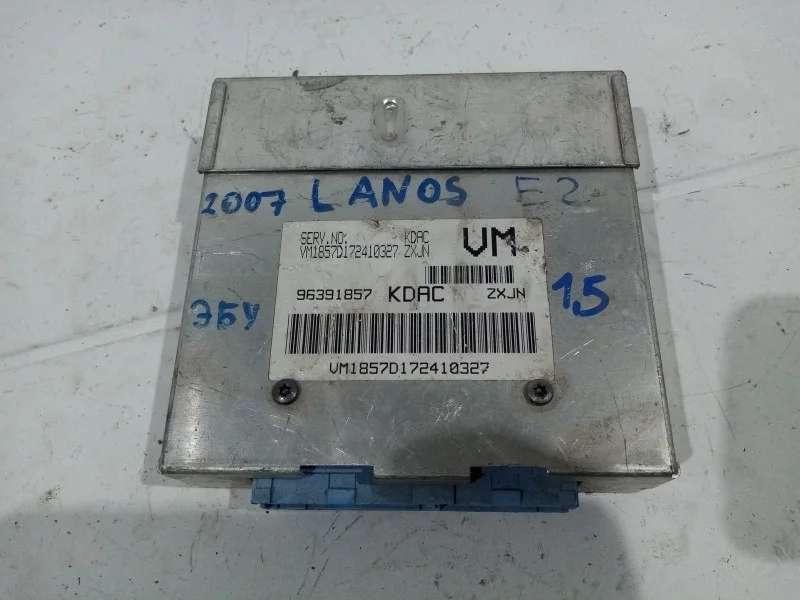 2007 LANOS E2
SERV.NO: KDAC VM
VM1857D172410327 ZXJN
96391857 KDAC ZXJN
ЭБУ 1,5
VM1857D172410327